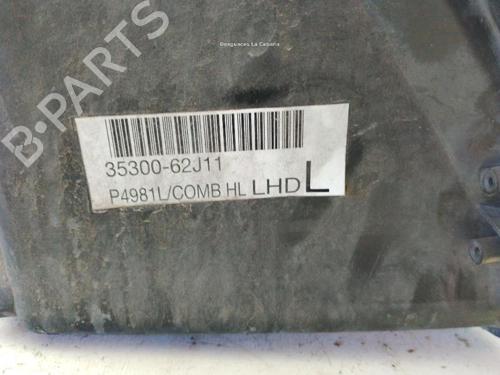 Desguaces La Cabaña
B-PARTS
35300-62J11
P4981L/COMB HL LHD L